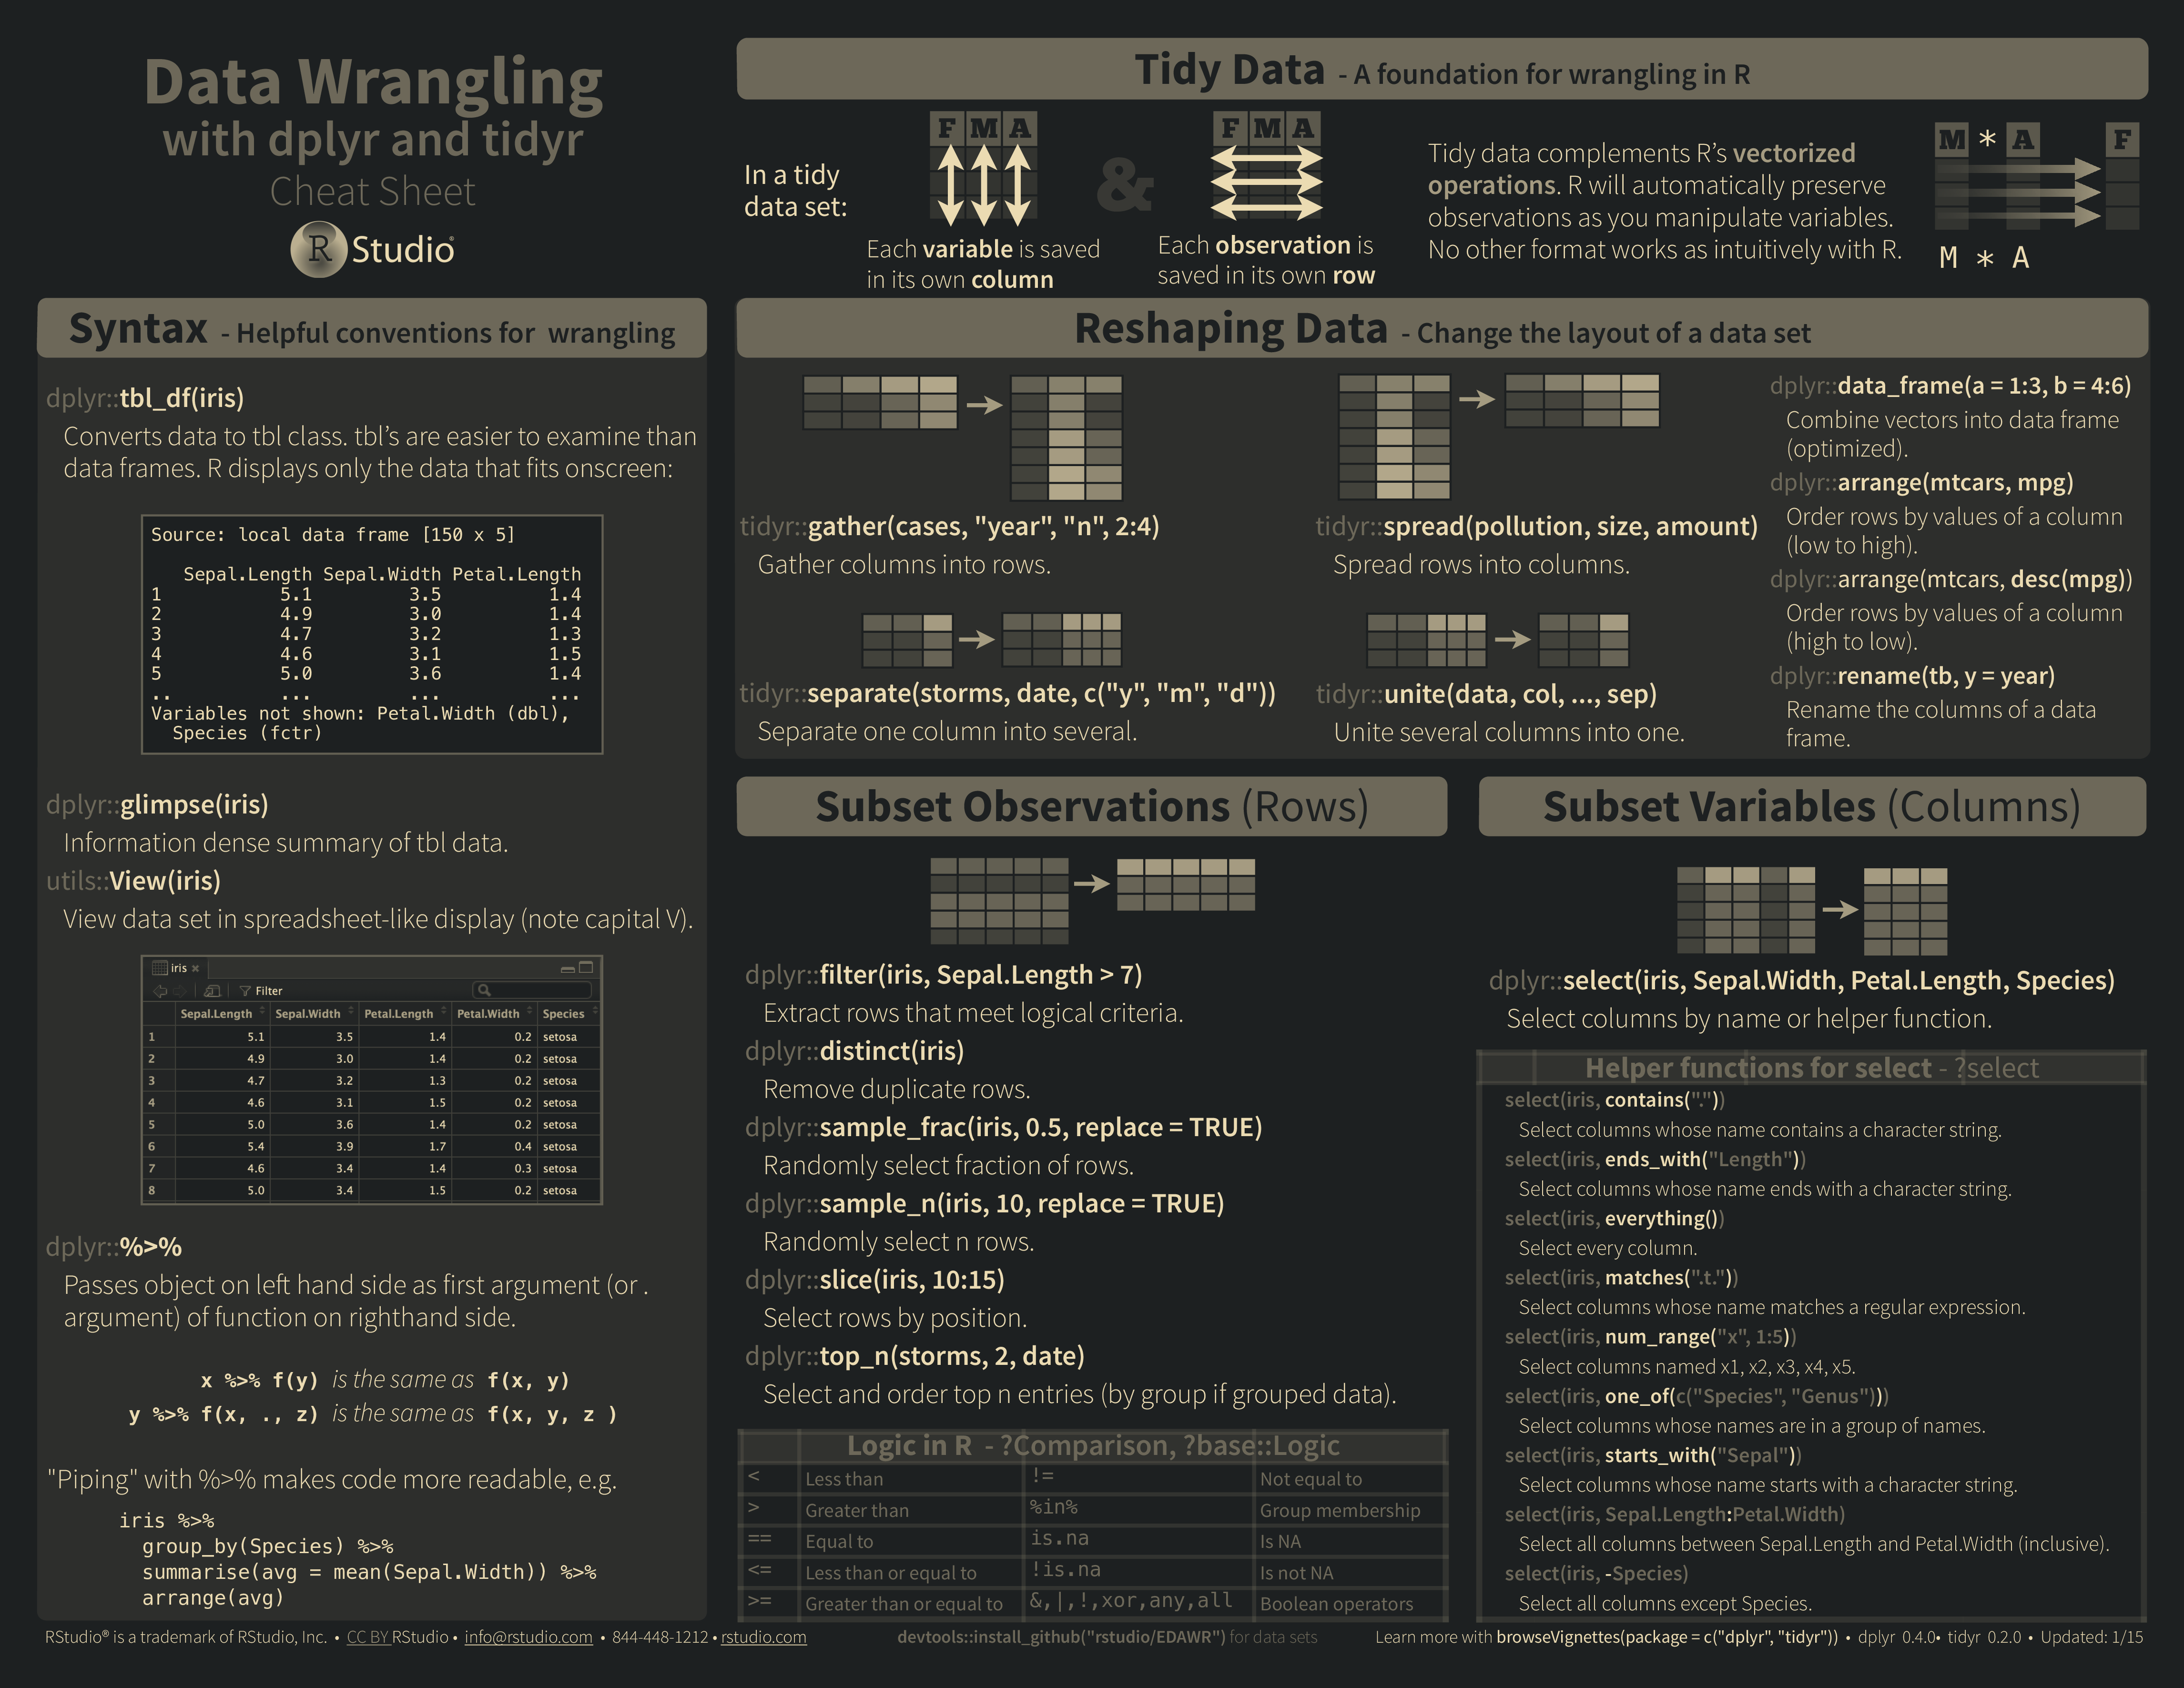 Data Wrangling
with dplyr and tidyr
Cheat Sheet
R Studio®
Syntax - Helpful conventions for wrangling
dplyr::tbl_df(iris)
Converts data to tbl class. tbl’s are easier to examine than
data frames. R displays only the data that fits onscreen:
Source: local data frame [150 x 5]
Sepal.Length Sepal.Width Petal.Length
1 5.1 3.5 1.4
2 4.9 3.0 1.4
3 4.7 3.2 1.3
4 4.6 3.1 1.5
5 5.0 3.6 1.4
.. ... ... ...
Variables not shown: Petal.Width (dbl),
Species (fctr)
dplyr::glimpse(iris)
Information dense summary of tbl data.
utils::View(iris)
View data set in spreadsheet-like display (note capital V).
iris
Filter
Sepal.Length Sepal.Width Petal.Length Petal.Width Species
1 5.1 3.5 1.4 0.2 setosa
2 4.9 3.0 1.4 0.2 setosa
3 4.7 3.2 1.3 0.2 setosa
4 4.6 3.1 1.5 0.2 setosa
5 5.0 3.6 1.4 0.2 setosa
6 5.4 3.9 1.7 0.4 setosa
7 4.6 3.4 1.4 0.3 setosa
8 5.0 3.4 1.5 0.2 setosa
dplyr::%>%
Passes object on left hand side as first argument (or .
argument) of function on righthand side.
x %>% f(y) is the same as f(x, y)
y %>% f(x, ., z) is the same as f(x, y, z )
"Piping" with %>% makes code more readable, e.g.
iris %>%
group_by(Species) %>%
summarise(avg = mean(Sepal.Width)) %>%
arrange(avg)
Tidy Data - A foundation for wrangling in R
In a tidy
data set:
F M A
Each variable is saved
in its own column
&
F M A
Each observation is
saved in its own row
Tidy data complements R’s vectorized
operations. R will automatically preserve
observations as you manipulate variables.
No other format works as intuitively with R.
M * A F
M * A
Reshaping Data - Change the layout of a data set
tidyr::gather(cases, "year", "n", 2:4)
Gather columns into rows.
tidyr::spread(pollution, size, amount)
Spread rows into columns.
tidyr::separate(storms, date, c("y", "m", "d"))
Separate one column into several.
tidyr::unite(data, col, ..., sep)
Unite several columns into one.
dplyr::data_frame(a = 1:3, b = 4:6)
Combine vectors into data frame
(optimized).
dplyr::arrange(mtcars, mpg)
Order rows by values of a column
(low to high).
dplyr::arrange(mtcars, desc(mpg))
Order rows by values of a column
(high to low).
dplyr::rename(tb, y = year)
Rename the columns of a data
frame.
Subset Observations (Rows)
dplyr::filter(iris, Sepal.Length > 7)
Extract rows that meet logical criteria.
dplyr::distinct(iris)
Remove duplicate rows.
dplyr::sample_frac(iris, 0.5, replace = TRUE)
Randomly select fraction of rows.
dplyr::sample_n(iris, 10, replace = TRUE)
Randomly select n rows.
dplyr::slice(iris, 10:15)
Select rows by position.
dplyr::top_n(storms, 2, date)
Select and order top n entries (by group if grouped data).
Logic in R - ?Comparison, ?base::Logic
< Less than != Not equal to
> Greater than %in% Group membership
== Equal to is.na Is NA
<= Less than or equal to !is.na Is not NA
>= Greater than or equal to &,|,!,xor,any,all Boolean operators
Subset Variables (Columns)
dplyr::select(iris, Sepal.Width, Petal.Length, Species)
Select columns by name or helper function.
Helper functions for select - ?select
select(iris, contains("."))
Select columns whose name contains a character string.
select(iris, ends_with("Length"))
Select columns whose name ends with a character string.
select(iris, everything())
Select every column.
select(iris, matches(".t."))
Select columns whose name matches a regular expression.
select(iris, num_range("x", 1:5))
Select columns named x1, x2, x3, x4, x5.
select(iris, one_of(c("Species", "Genus")))
Select columns whose names are in a group of names.
select(iris, starts_with("Sepal"))
Select columns whose name starts with a character string.
select(iris, Sepal.Length:Petal.Width)
Select all columns between Sepal.Length and Petal.Width (inclusive).
select(iris, -Species)
Select all columns except Species.
RStudio® is a trademark of RStudio, Inc. • CC BY RStudio • info@rstudio.com • 844-448-1212 • rstudio.com
devtools::install_github("rstudio/EDAWR") for data sets
Learn more with browseVignettes(package = c("dplyr", "tidyr")) • dplyr 0.4.0• tidyr 0.2.0 • Updated: 1/15